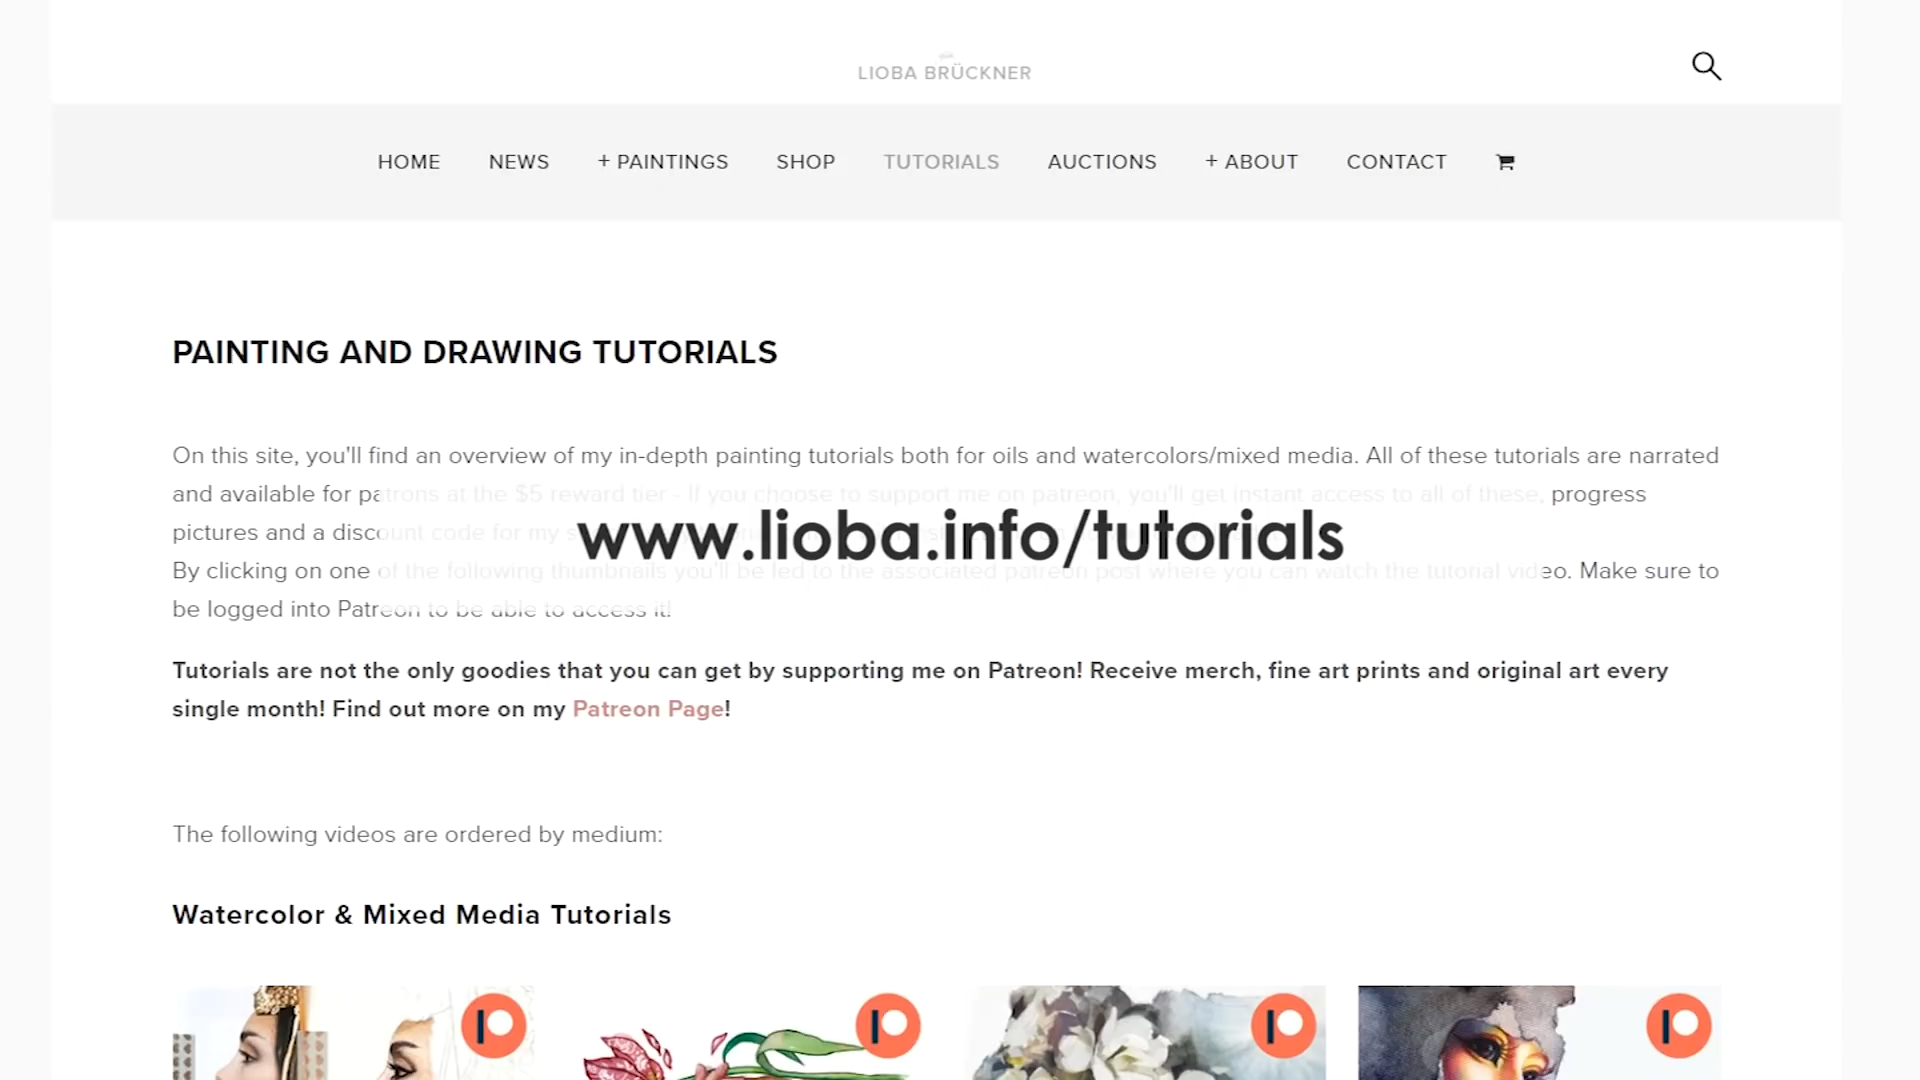 LIOBA BRÜCKNER
HOME NEWS + PAINTINGS SHOP TUTORIALS AUCTIONS + ABOUT CONTACT
PAINTING AND DRAWING TUTORIALS
On this site, you'll find an overview of my in-depth painting tutorials both for oils and watercolors/mixed media. All of these tutorials are narrated
and available for patrons at the $5 reward tier - If you choose to support me on patreon, you'll get instant access to all of these, progress
pictures and a discount code for my
www.lioba.info/tutorials
By clicking on one of the following thumbnails you'll be led to the associated patreon post where you can watch the tutorial video. Make sure to
be logged into Patreon to be able to access it!
Tutorials are not the only goodies that you can get by supporting me on Patreon! Receive merch, fine art prints and original art every
single month! Find out more on my Patreon Page!
The following videos are ordered by medium:
Watercolor & Mixed Media Tutorials